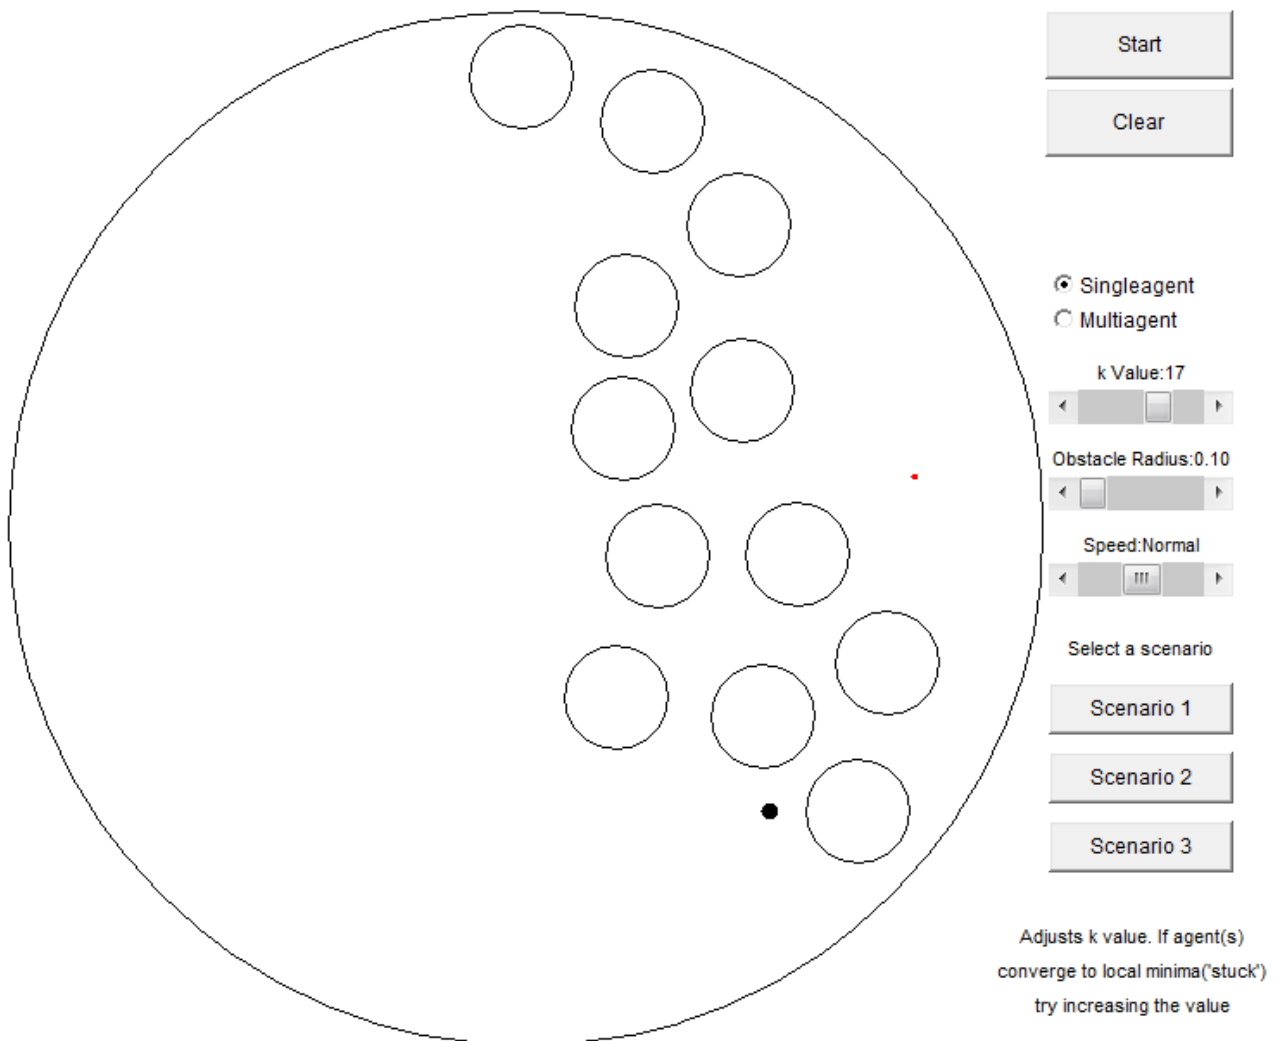 Start
Clear
Singleagent
Multiagent
k Value:17
Obstacle Radius:0.10
Speed:Normal
Select a scenario
Scenario 1
Scenario 2
Scenario 3
Adjusts k value. If agent(s)
converge to local minima('stuck')
try increasing the value